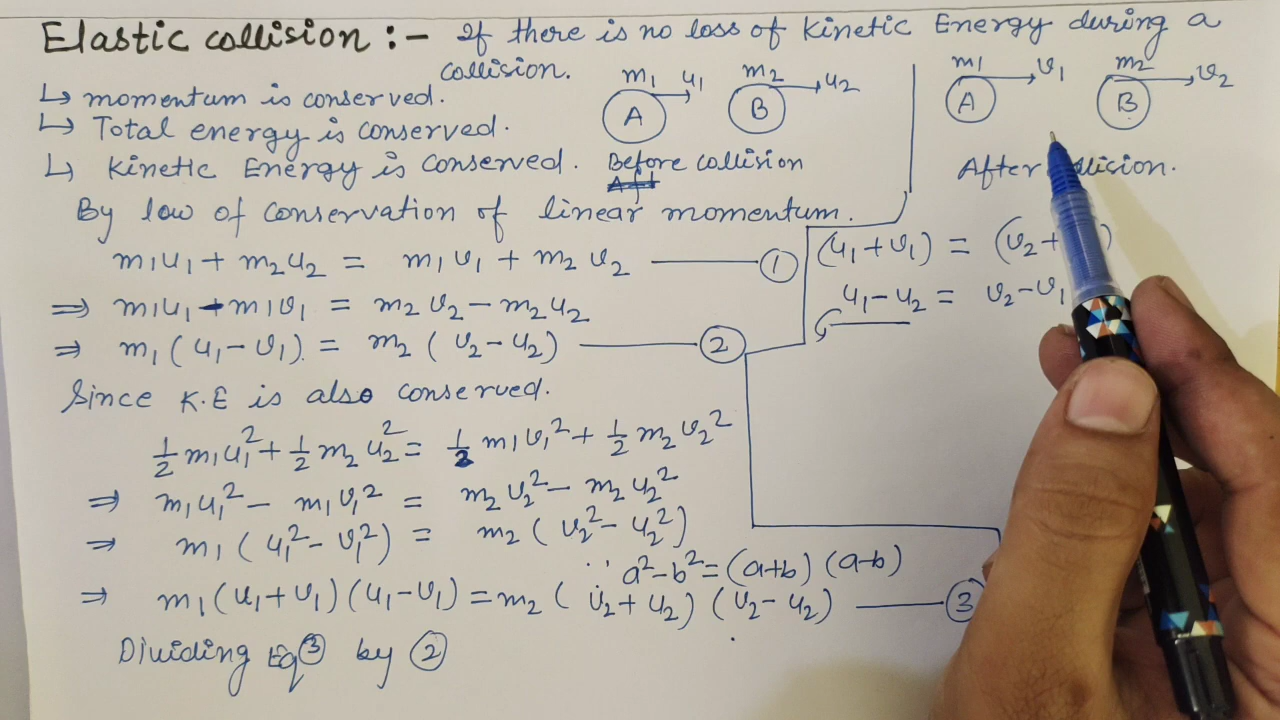 Elastic collision :- If there is no loss of Kinetic Energy during a
collision.
↳ momentum is conserved.
↳ Total energy is conserved.
↳ Kinetic Energy is conserved.
m₁ u₁ m₂ u₂
A B
Before collision
m₁ v₁ m₂ v₂
A B
After collision.
By law of conservation of linear momentum.
m₁u₁ + m₂u₂ = m₁v₁ + m₂v₂ —— ①
⇒ m₁u₁ - m₁v₁ = m₂v₂ - m₂u₂
⇒ m₁(u₁ - v₁) = m₂(v₂ - u₂) —— ②
Since K.E is also conserved.
½ m₁u₁² + ½ m₂u₂² = ½ m₁v₁² + ½ m₂v₂²
⇒ m₁u₁² - m₁v₁² = m₂v₂² - m₂u₂²
⇒ m₁(u₁² - v₁²) = m₂(v₂² - u₂²)
∵ a²-b² = (a+b)(a-b)
⇒ m₁(u₁+v₁)(u₁-v₁) = m₂(v₂+u₂)(v₂-u₂) —— ③
Dividing Eq③ by ②
(u₁+v₁) = (v₂+ )
u₁-u₂ = v₂-v₁